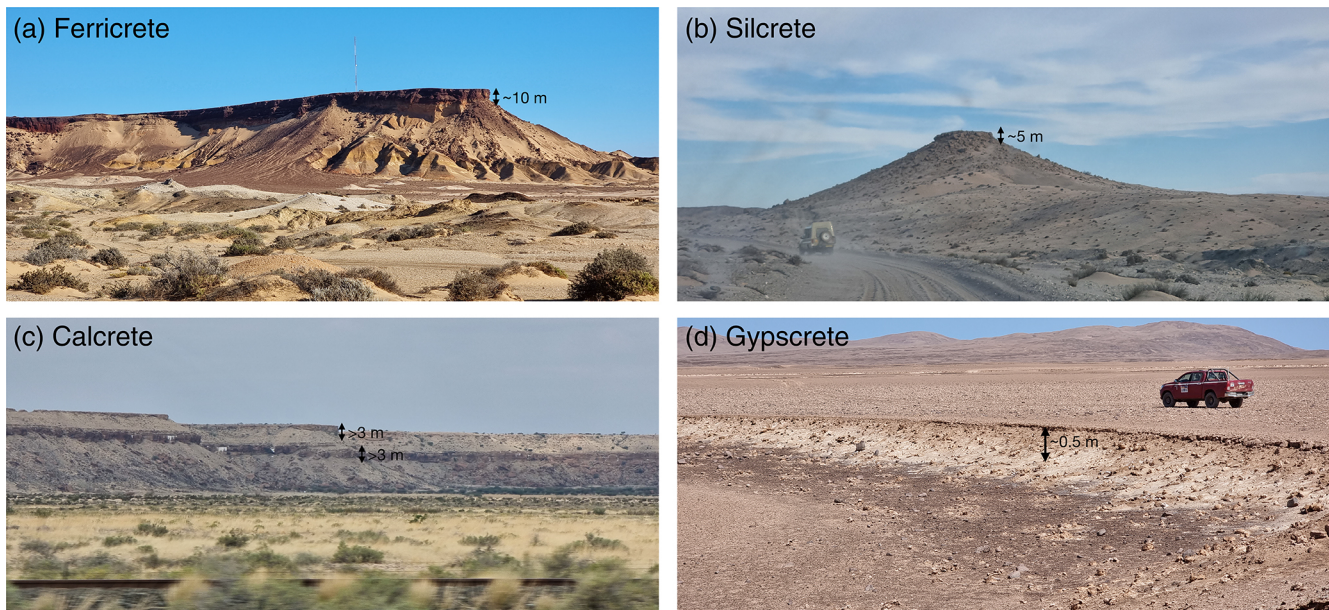 (a) Ferricrete
~10 m
(b) Silcrete
~5 m
(c) Calcrete
>3 m
>3 m
(d) Gypscrete
~0.5 m